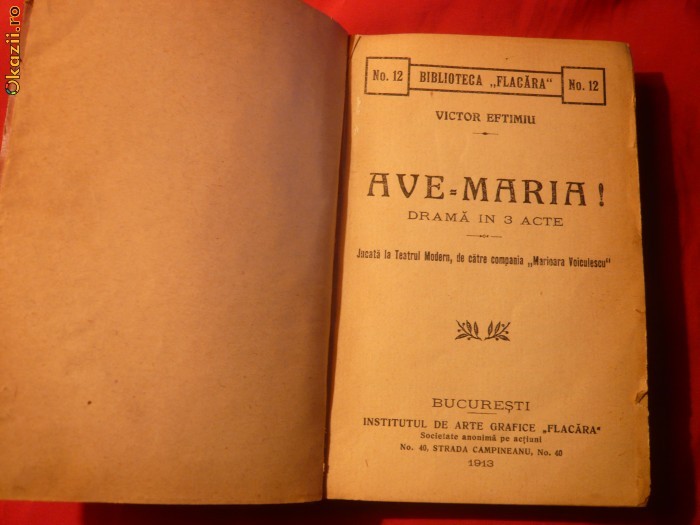 Okazii.ro
No. 12 BIBLIOTECA „FLACĂRA“ No. 12
VICTOR EFTIMIU
AVE=MARIA!
DRAMĂ IN 3 ACTE
Jucată la Teatrul Modern, de către compania „Marioara Voiculescu“
BUCUREȘTI
INSTITUTUL DE ARTE GRAFICE „FLACĂRA“
Societate anonimă pe acțiuni
No. 40, STRADA CAMPINEANU, No. 40
1913